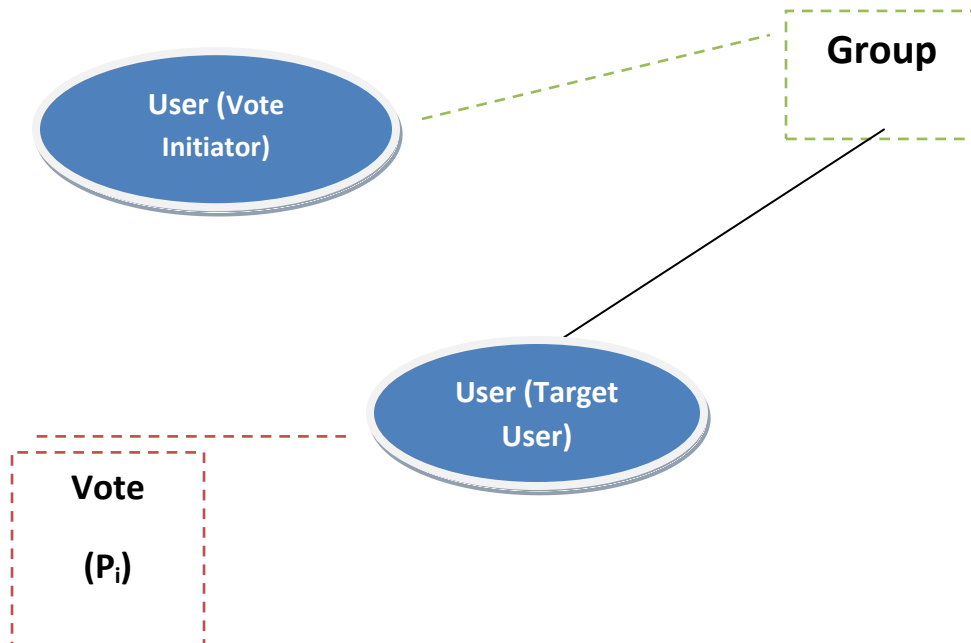 User (Vote
Initiator)
Group
User (Target
User)
Vote
(Pᵢ)